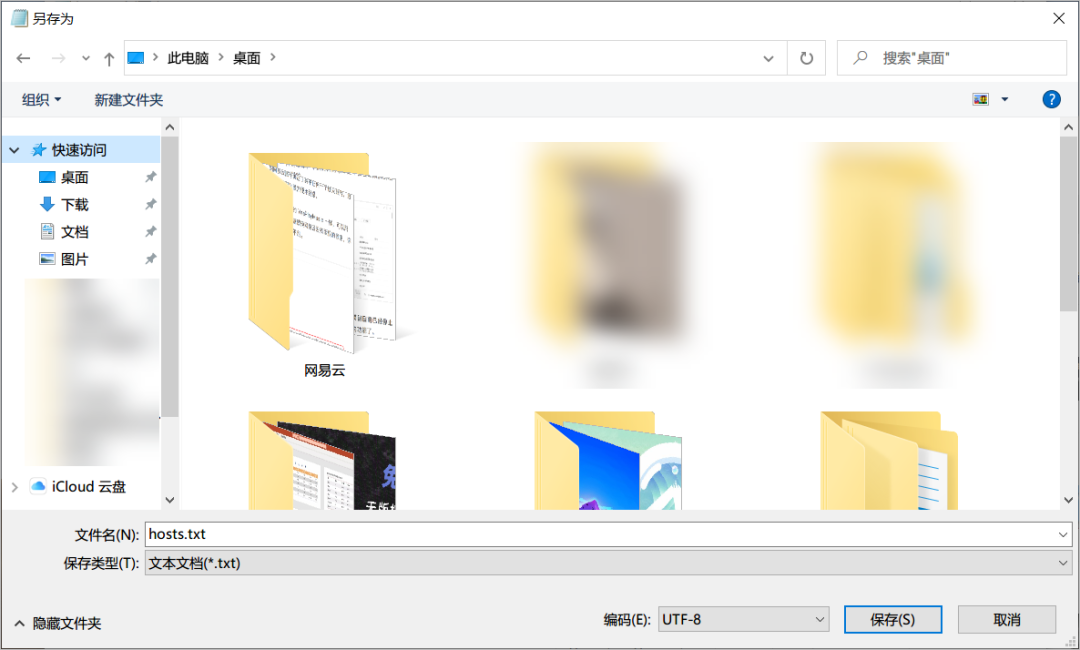 另存为
此电脑 桌面
搜索"桌面"
组织 新建文件夹
快速访问
桌面
下载
文档
图片
iCloud 云盘
网易云
文件名(N): hosts.txt
保存类型(T): 文本文档(*.txt)
隐藏文件夹
编码(E): UTF-8 保存(S) 取消